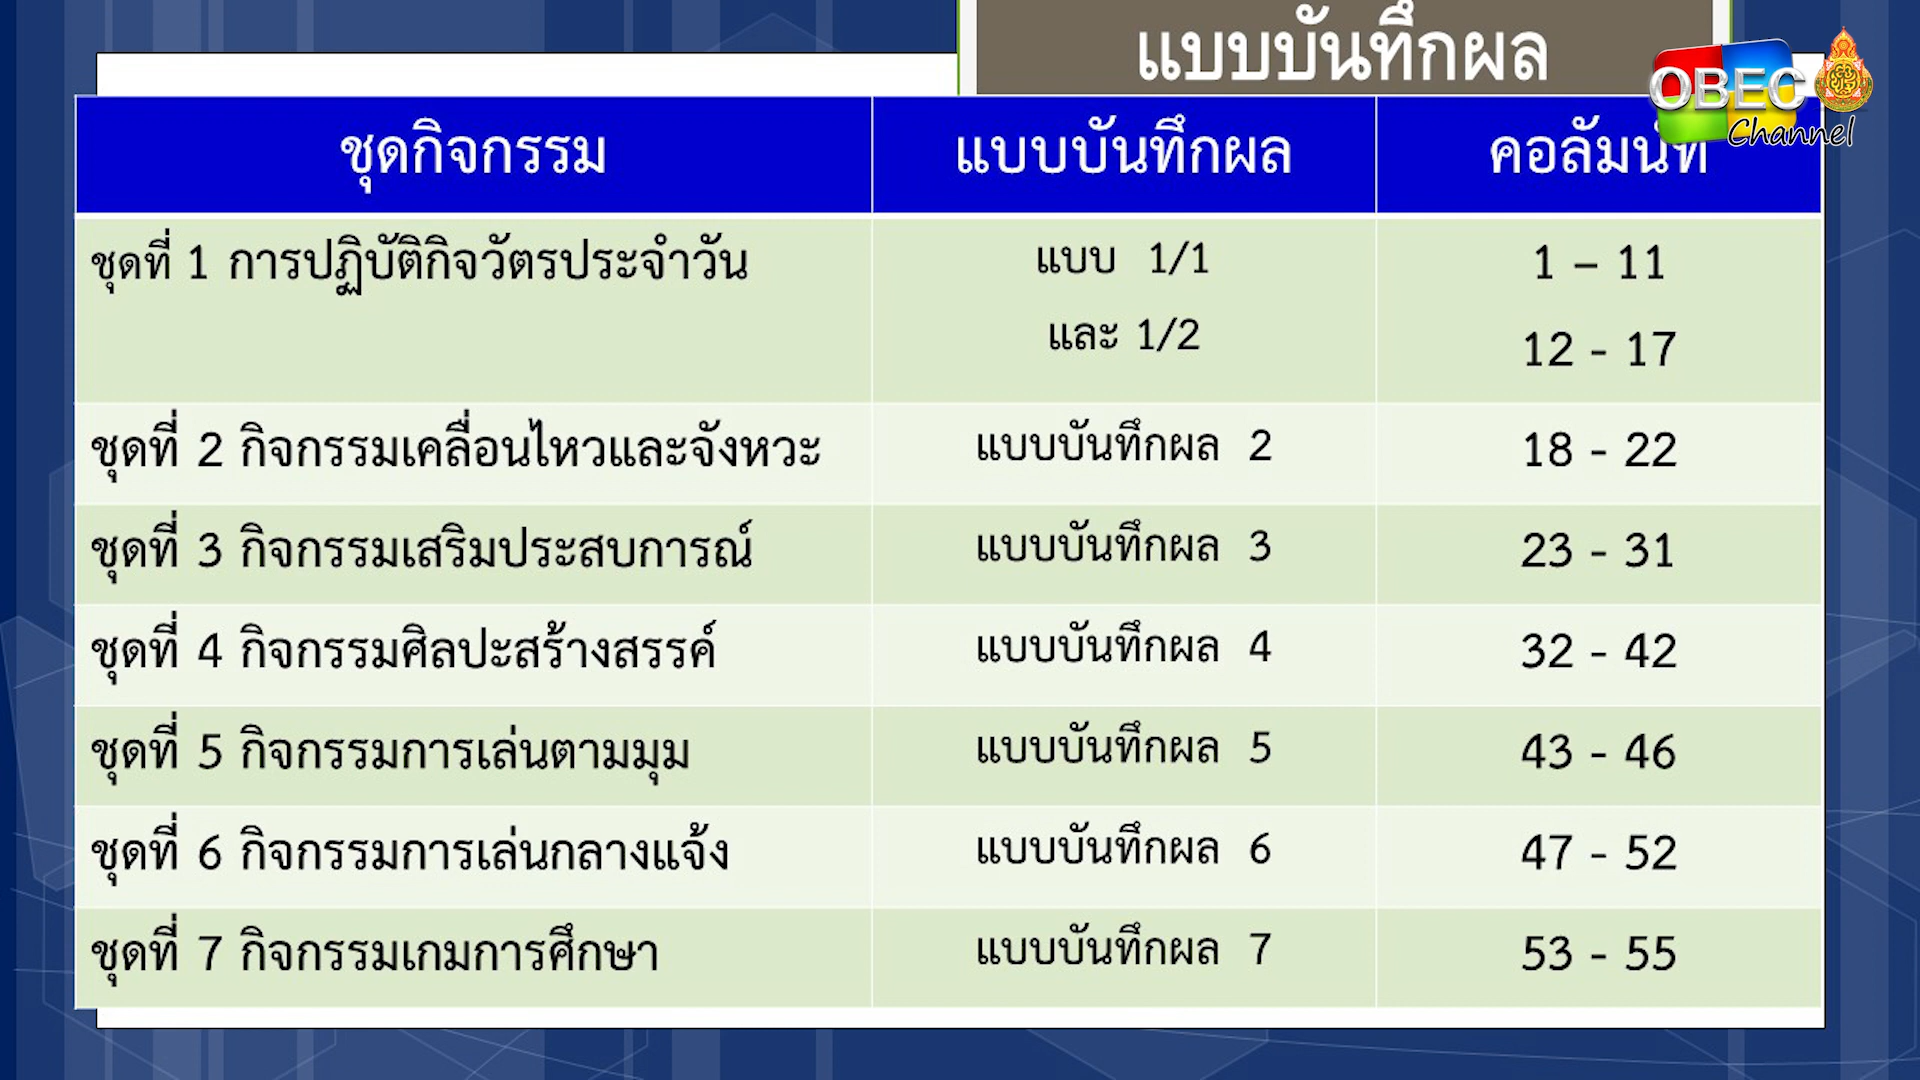 แบบบันทึกผล
OBEC
Channel
ชุดกิจกรรม แบบบันทึกผล คอลัมน์ที่
ชุดที่ 1 การปฏิบัติกิจวัตรประจำวัน แบบ 1/1 1 – 11
และ 1/2 12 - 17
ชุดที่ 2 กิจกรรมเคลื่อนไหวและจังหวะ แบบบันทึกผล 2 18 - 22
ชุดที่ 3 กิจกรรมเสริมประสบการณ์ แบบบันทึกผล 3 23 - 31
ชุดที่ 4 กิจกรรมศิลปะสร้างสรรค์ แบบบันทึกผล 4 32 - 42
ชุดที่ 5 กิจกรรมการเล่นตามมุม แบบบันทึกผล 5 43 - 46
ชุดที่ 6 กิจกรรมการเล่นกลางแจ้ง แบบบันทึกผล 6 47 - 52
ชุดที่ 7 กิจกรรมเกมการศึกษา แบบบันทึกผล 7 53 - 55